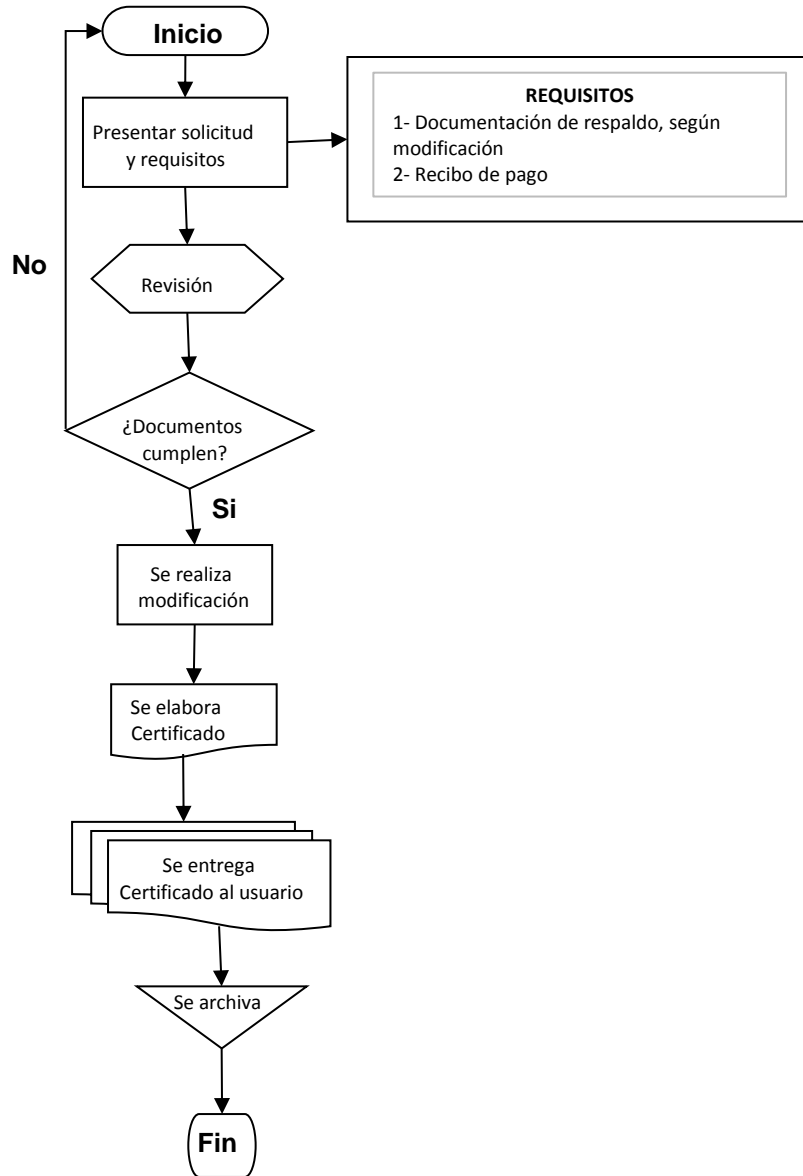 Inicio
Presentar solicitud
y requisitos
REQUISITOS
1- Documentación de respaldo, según
modificación
2- Recibo de pago
No
Revisión
¿Documentos
cumplen?
Si
Se realiza
modificación
Se elabora
Certificado
Se entrega
Certificado al usuario
Se archiva
Fin